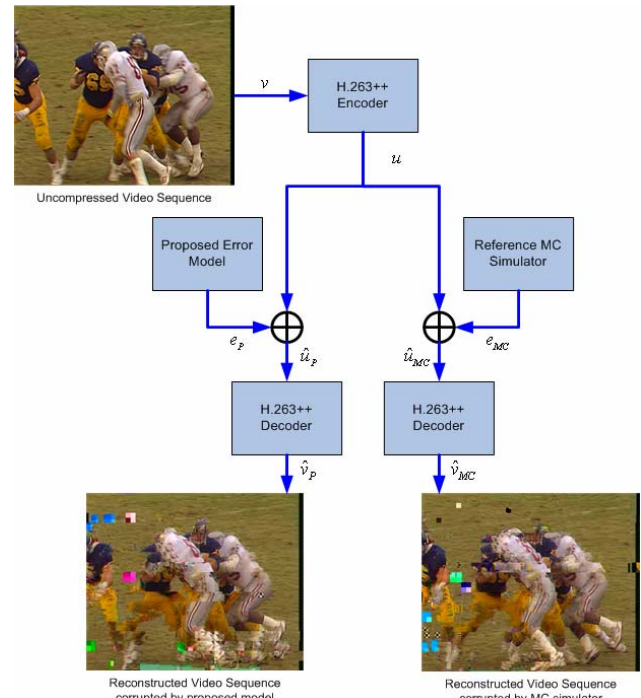 v
H.263++
Encoder
Uncompressed Video Sequence
u
Proposed Error
Model
Reference MC
Simulator
e_P
û_P
û_MC
e_MC
H.263++
Decoder
H.263++
Decoder
v̂_P
v̂_MC
Reconstructed Video Sequence
corrupted by proposed model
Reconstructed Video Sequence
corrupted by MC simulator